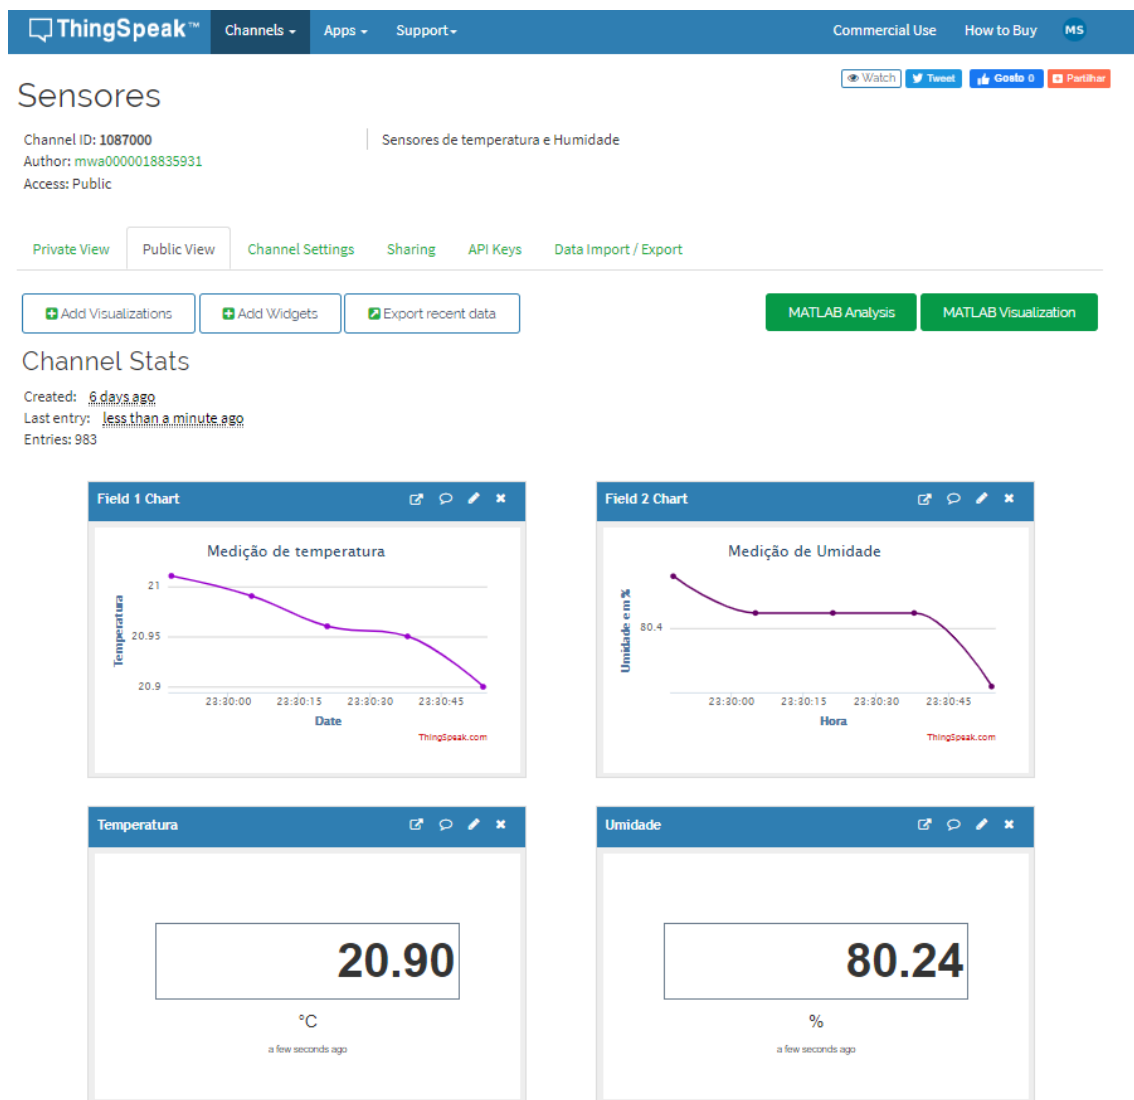 ThingSpeak™ Channels Apps Support Commercial Use How to Buy MS
Watch Tweet Gosto 0 Partilhar
Sensores
Channel ID: 1087000 Sensores de temperatura e Humidade
Author: mwa0000018835931
Access: Public
Private View Public View Channel Settings Sharing API Keys Data Import / Export
Add Visualizations Add Widgets Export recent data MATLAB Analysis MATLAB Visualization
Channel Stats
Created: 6 days ago
Last entry: less than a minute ago
Entries: 983
Field 1 Chart
Medição de temperatura
Temperatura
21
20.95
20.9
23:30:00 23:30:15 23:30:30 23:30:45
Date
ThingSpeak.com
Field 2 Chart
Medição de Umidade
Umidade em %
80.4
23:30:00 23:30:15 23:30:30 23:30:45
Hora
ThingSpeak.com
Temperatura
20.90
°C
a few seconds ago
Umidade
80.24
%
a few seconds ago